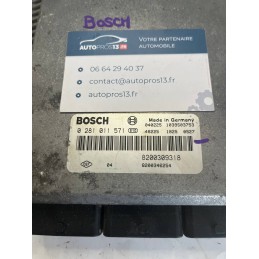 BOSCH
AUTOPROS13.FR
VOTRE PARTENAIRE
AUTOMOBILE
06 64 29 40 37
contact@autopros13.fr
autopros13.fr
BOSCH
Made in Germany
0 281 011 571
8200309318
04
8200346254